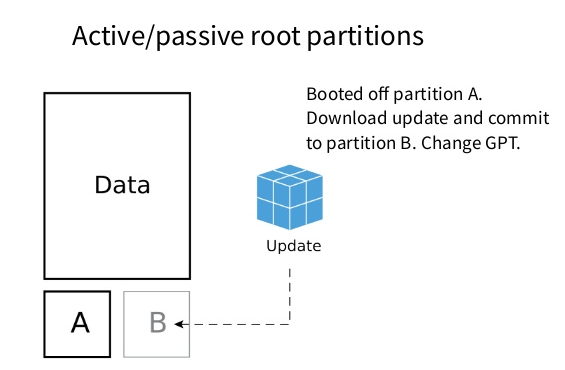 Active/passive root partitions
Booted off partition A.
Download update and commit
to partition B. Change GPT.
Data
Update
A
B